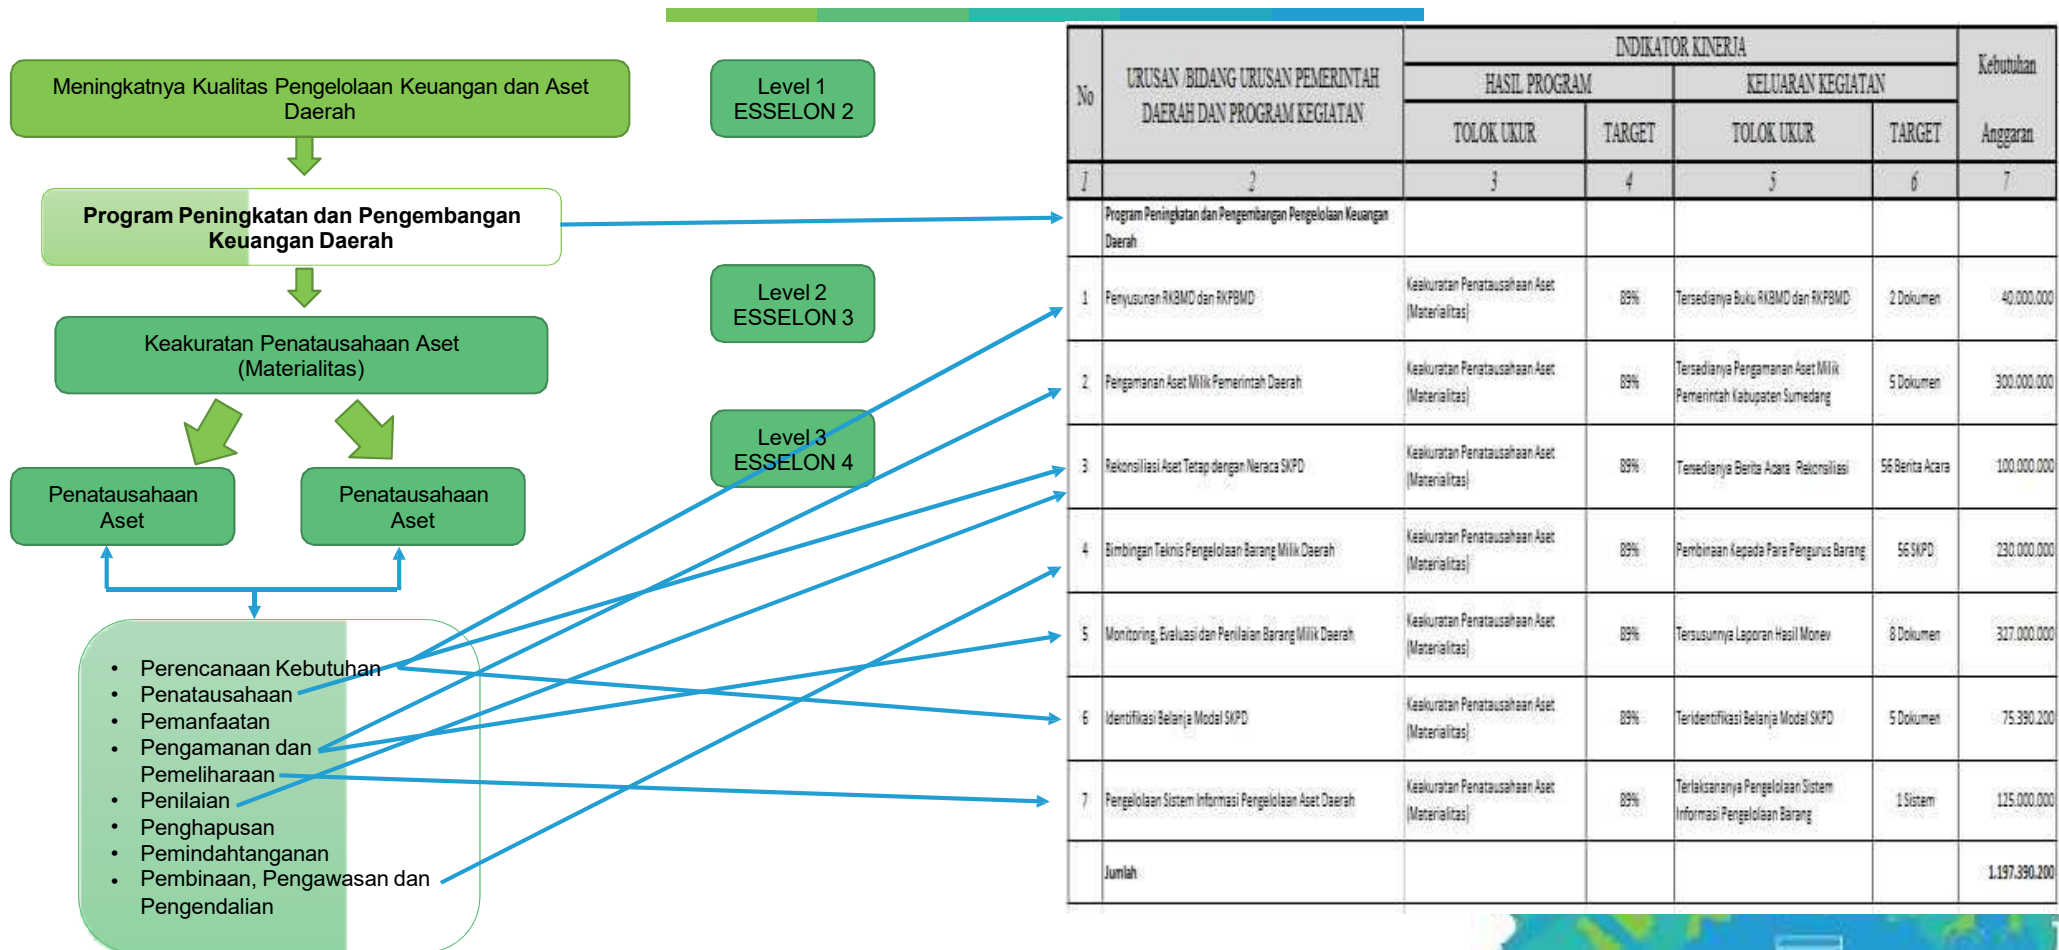 Meningkatnya Kualitas Pengelolaan Keuangan dan Aset
Daerah
Program Peningkatan dan Pengembangan
Keuangan Daerah
Keakuratan Penatausahaan Aset
(Materialitas)
Penatausahaan
Aset
Penatausahaan
Aset
• Perencanaan Kebutuhan
• Penatausahaan
• Pemanfaatan
• Pengamanan dan
Pemeliharaan
• Penilaian
• Penghapusan
• Pemindahtanganan
• Pembinaan, Pengawasan dan
Pengendalian
Level 1
ESSELON 2
Level 2
ESSELON 3
Level 3
ESSELON 4
No
URUSAN /BIDANG URUSAN PEMERINTAH
DAERAH DAN PROGRAM KEGIATAN
INDIKATOR KINERJA
HASIL PROGRAM
KELUARAN KEGIATAN
TOLOK UKUR
TARGET
TOLOK UKUR
TARGET
Kebutuhan
Anggaran
1 2 3 4 5 6 7
Program Peningkatan dan Pengembangan Pengelolaan Keuangan
Daerah
1 Penyusunan RKBMD dan RKPBMD
Keakuratan Penatausahaan Aset
(Materialitas)
89%
Tersedianya Buku RKBMD dan RKPBMD
2 Dokumen
40.000.000
2 Pengamanan Aset Milik Pemerintah Daerah
Keakuratan Penatausahaan Aset
(Materialitas)
89%
Tersedianya Pengamanan Aset Milik
Pemerintah Kabupaten Sumedang
5 Dokumen
300.000.000
3 Rekonsiliasi Aset Tetap dengan Neraca SKPD
Keakuratan Penatausahaan Aset
(Materialitas)
89%
Tersedianya Berita Acara Rekonsiliasi
56 Berita Acara
100.000.000
4 Bimbingan Teknis Pengelolaan Barang Milik Daerah
Keakuratan Penatausahaan Aset
(Materialitas)
89%
Pembinaan Kepada Para Pengurus Barang
56 SKPD
230.000.000
5 Monitoring, Evaluasi dan Penilaian Barang Milik Daerah
Keakuratan Penatausahaan Aset
(Materialitas)
89%
Tersusunnya Laporan Hasil Monev
8 Dokumen
327.000.000
6 Identifikasi Belanja Modal SKPD
Keakuratan Penatausahaan Aset
(Materialitas)
89%
Teridentifikasi Belanja Modal SKPD
5 Dokumen
75.390.200
7 Pengelolaan Sistem Informasi Pengelolaan Aset Daerah
Keakuratan Penatausahaan Aset
(Materialitas)
89%
Terlaksananya Pengelolaan Sistem
Informasi Pengelolaan Barang
1 Sistem
125.000.000
Jumlah
1.197.390.200